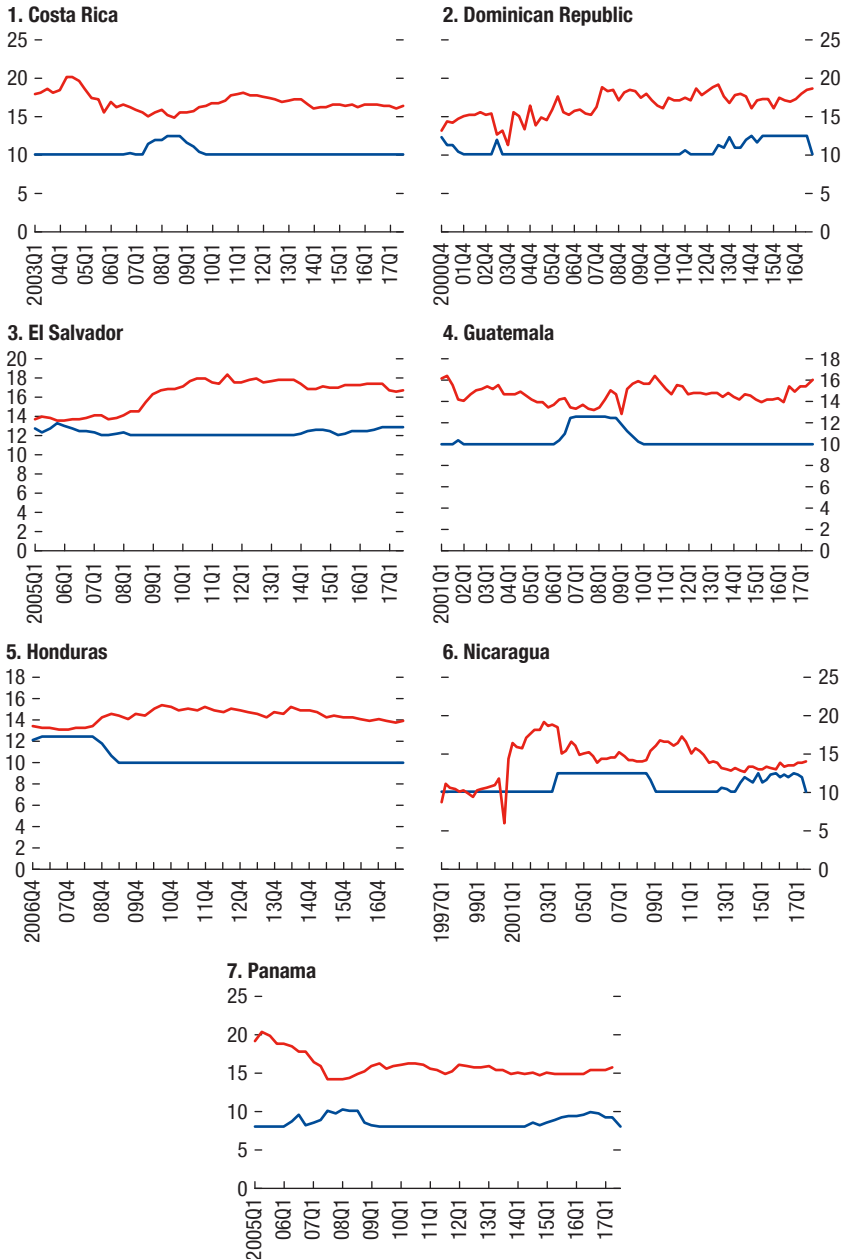 1. Costa Rica
25
20
15
10
5
0
2003Q1
04Q1
05Q1
06Q1
07Q1
08Q1
09Q1
10Q1
11Q1
12Q1
13Q1
14Q1
15Q1
16Q1
17Q1
2. Dominican Republic
25
20
15
10
5
0
2000Q4
01Q4
02Q4
03Q4
04Q4
05Q4
06Q4
07Q4
08Q4
09Q4
10Q4
11Q4
12Q4
13Q4
14Q4
15Q4
16Q4
3. El Salvador
20
18
16
14
12
10
8
6
4
2
0
2005Q1
06Q1
07Q1
08Q1
09Q1
10Q1
11Q1
12Q1
13Q1
14Q1
15Q1
16Q1
17Q1
4. Guatemala
18
16
14
12
10
8
6
4
2
0
2001Q1
02Q1
03Q1
04Q1
05Q1
06Q1
07Q1
08Q1
09Q1
10Q1
11Q1
12Q1
13Q1
14Q1
15Q1
16Q1
17Q1
5. Honduras
18
16
14
12
10
8
6
4
2
0
2006Q4
07Q4
08Q4
09Q4
10Q4
11Q4
12Q4
13Q4
14Q4
15Q4
16Q4
6. Nicaragua
25
20
15
10
5
0
1997Q1
99Q1
2001Q1
03Q1
05Q1
07Q1
09Q1
11Q1
13Q1
15Q1
17Q1
7. Panama
25
20
15
10
5
0
2005Q1
06Q1
07Q1
08Q1
09Q1
10Q1
11Q1
12Q1
13Q1
14Q1
15Q1
16Q1
17Q1